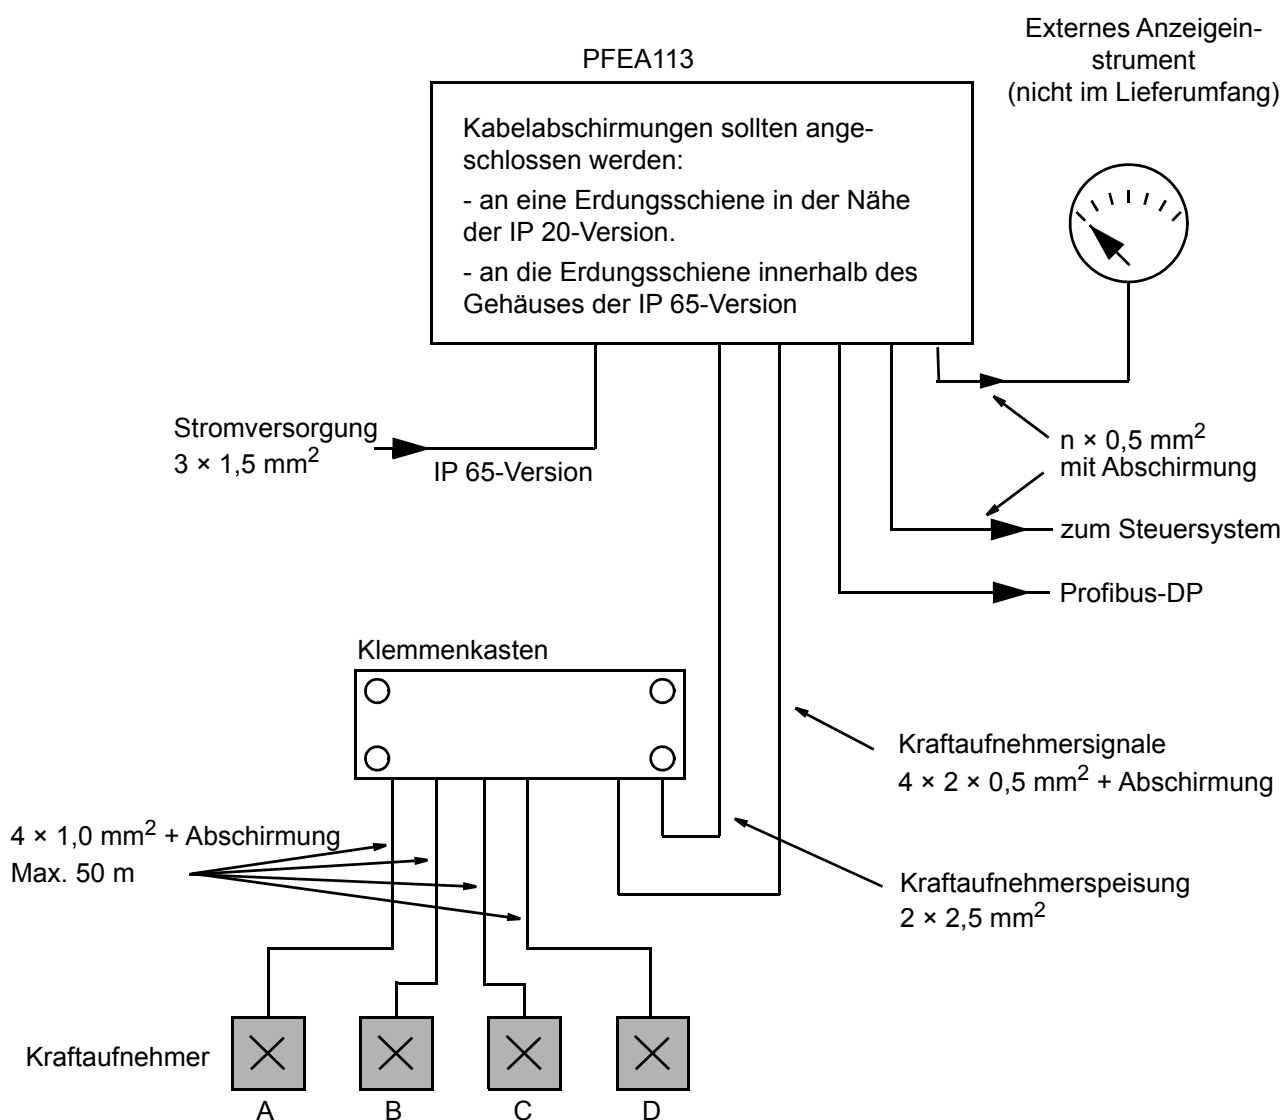 Externes Anzeigein-
strument
(nicht im Lieferumfang)
PFEA113
Kabelabschirmungen sollten ange-
schlossen werden:
- an eine Erdungsschiene in der Nähe
der IP 20-Version.
- an die Erdungsschiene innerhalb des
Gehäuses der IP 65-Version
Stromversorgung
3 × 1,5 mm²
IP 65-Version
n × 0,5 mm²
mit Abschirmung
zum Steuersystem
Profibus-DP
Klemmenkasten
Kraftaufnehmersignale
4 × 2 × 0,5 mm² + Abschirmung
4 × 1,0 mm² + Abschirmung
Max. 50 m
Kraftaufnehmerspeisung
2 × 2,5 mm²
Kraftaufnehmer
A B C D